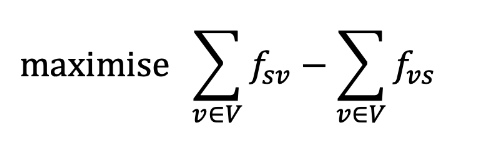 maximise ∑_{v∈V} f_{sv} − ∑_{v∈V} f_{vs}